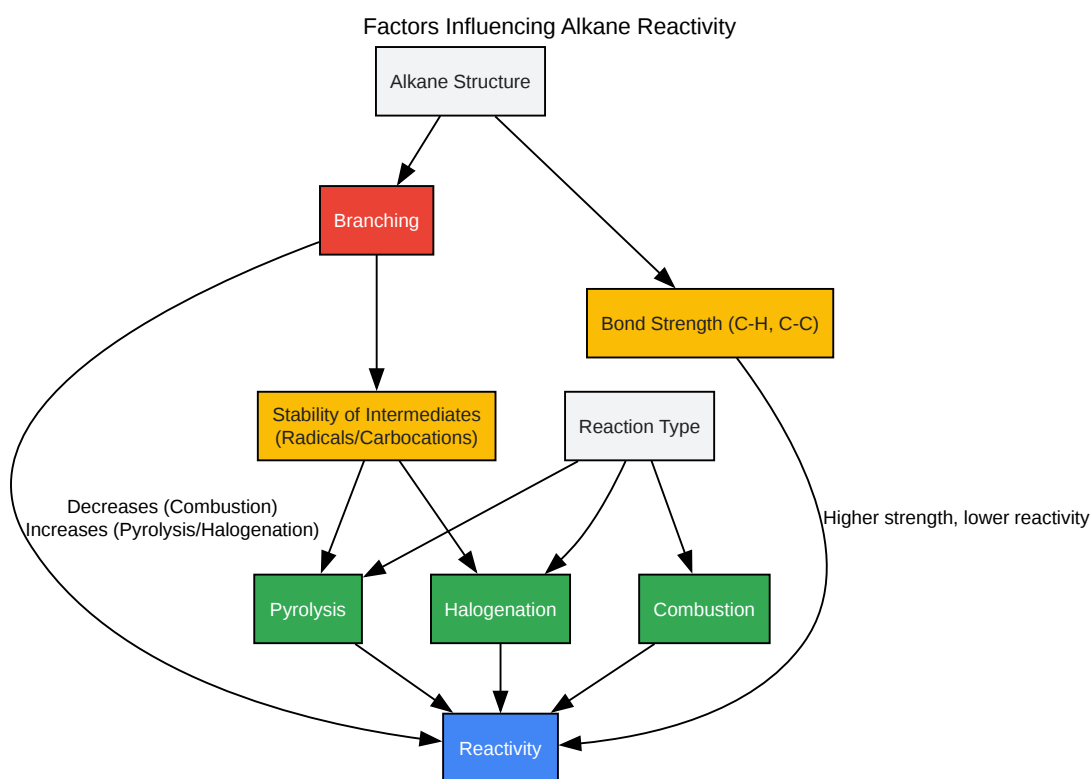 Factors Influencing Alkane Reactivity
Alkane Structure
Branching
Bond Strength (C-H, C-C)
Stability of Intermediates
(Radicals/Carbocations)
Reaction Type
Decreases (Combustion)
Increases (Pyrolysis/Halogenation)
Higher strength, lower reactivity
Pyrolysis
Halogenation
Combustion
Reactivity